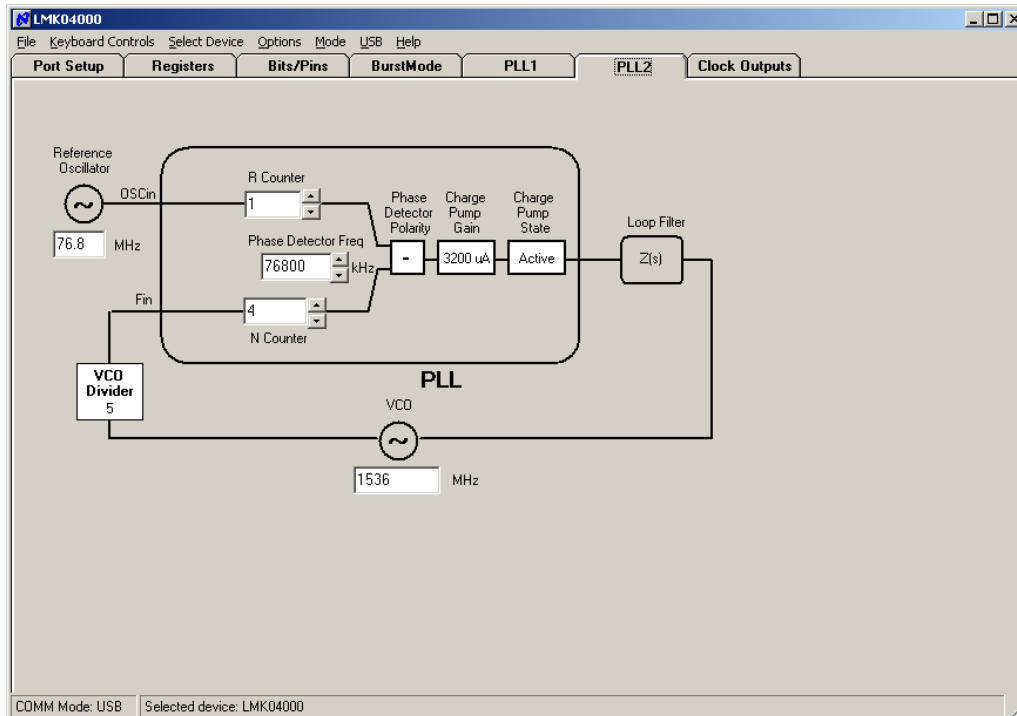 LMK04000
File Keyboard Controls Select Device Options Mode USB Help
Port Setup Registers Bits/Pins BurstMode PLL1 PLL2 Clock Outputs
Reference
Oscillator
~
76.8 MHz
OSCin
R Counter
1
Phase Detector Freq
76800 kHz
Fin
4
N Counter
Phase
Detector
Polarity
-
Charge
Pump
Gain
3200 uA
Charge
Pump
State
Active
Loop Filter
Z(s)
PLL
VCO
Divider
5
VCO
~
1536 MHz
COMM Mode: USB Selected device: LMK04000